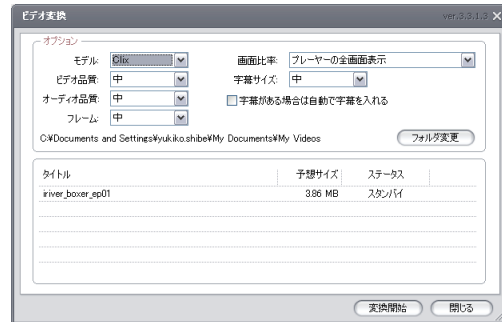 ビデオ変換 ver.3.3.1.3 X
オプション
モデル: Clix 画面比率: プレーヤーの全画面表示
ビデオ品質: 中 字幕サイズ: 中
オーディオ品質: 中 字幕がある場合は自動で字幕を入れる
フレーム: 中
C:¥Documents and Settings¥yukiko.shibe¥My Documents¥My Videos フォルダ変更
タイトル 予想サイズ ステータス
iriver_boxer_ep01 3.86 MB スタンバイ
変換開始 閉じる